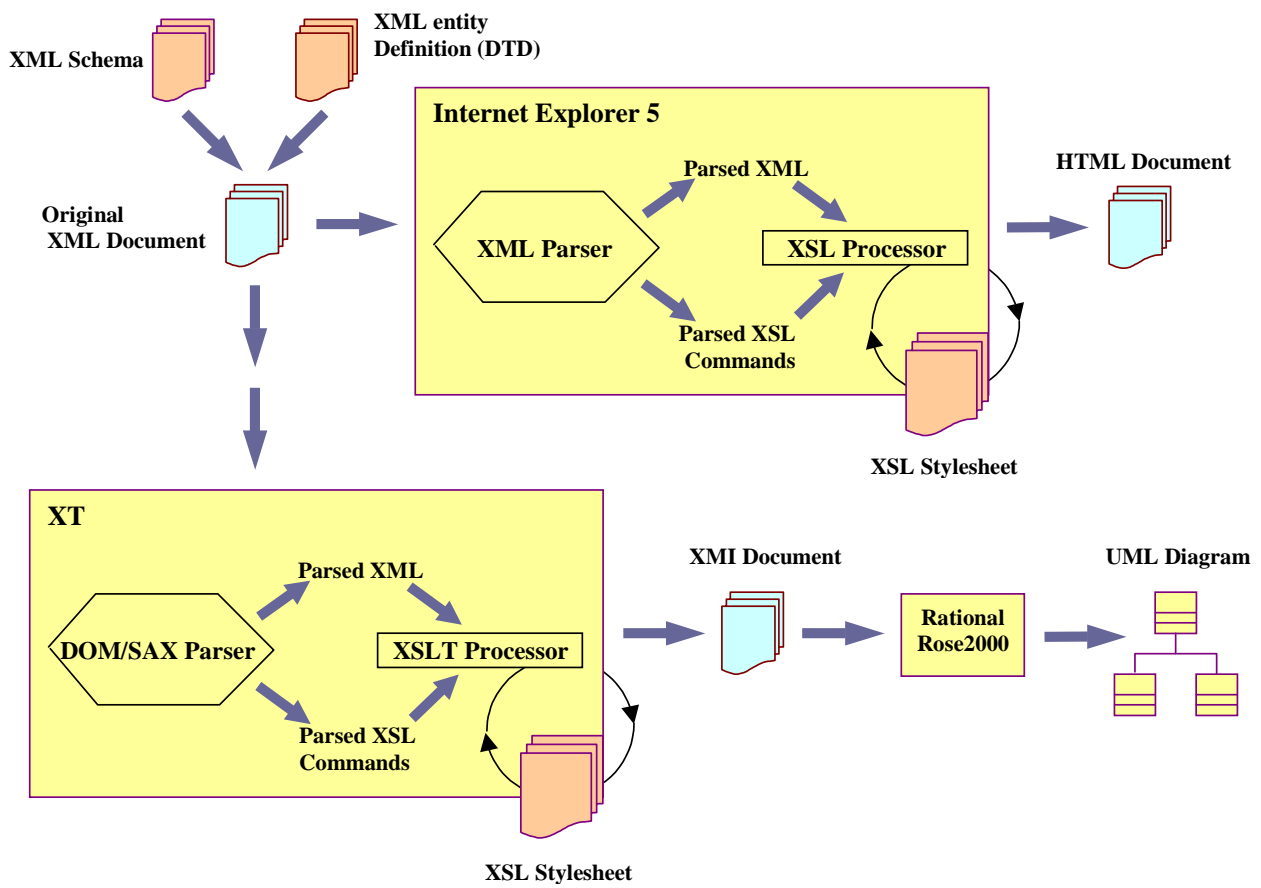 XML Schema
XML entity
Definition (DTD)
Internet Explorer 5
HTML Document
Original
XML Document
Parsed XML
XML Parser
XSL Processor
Parsed XSL
Commands
XSL Stylesheet
XT
XMI Document
UML Diagram
Parsed XML
DOM/SAX Parser
XSLT Processor
Rational
Rose2000
Parsed XSL
Commands
XSL Stylesheet